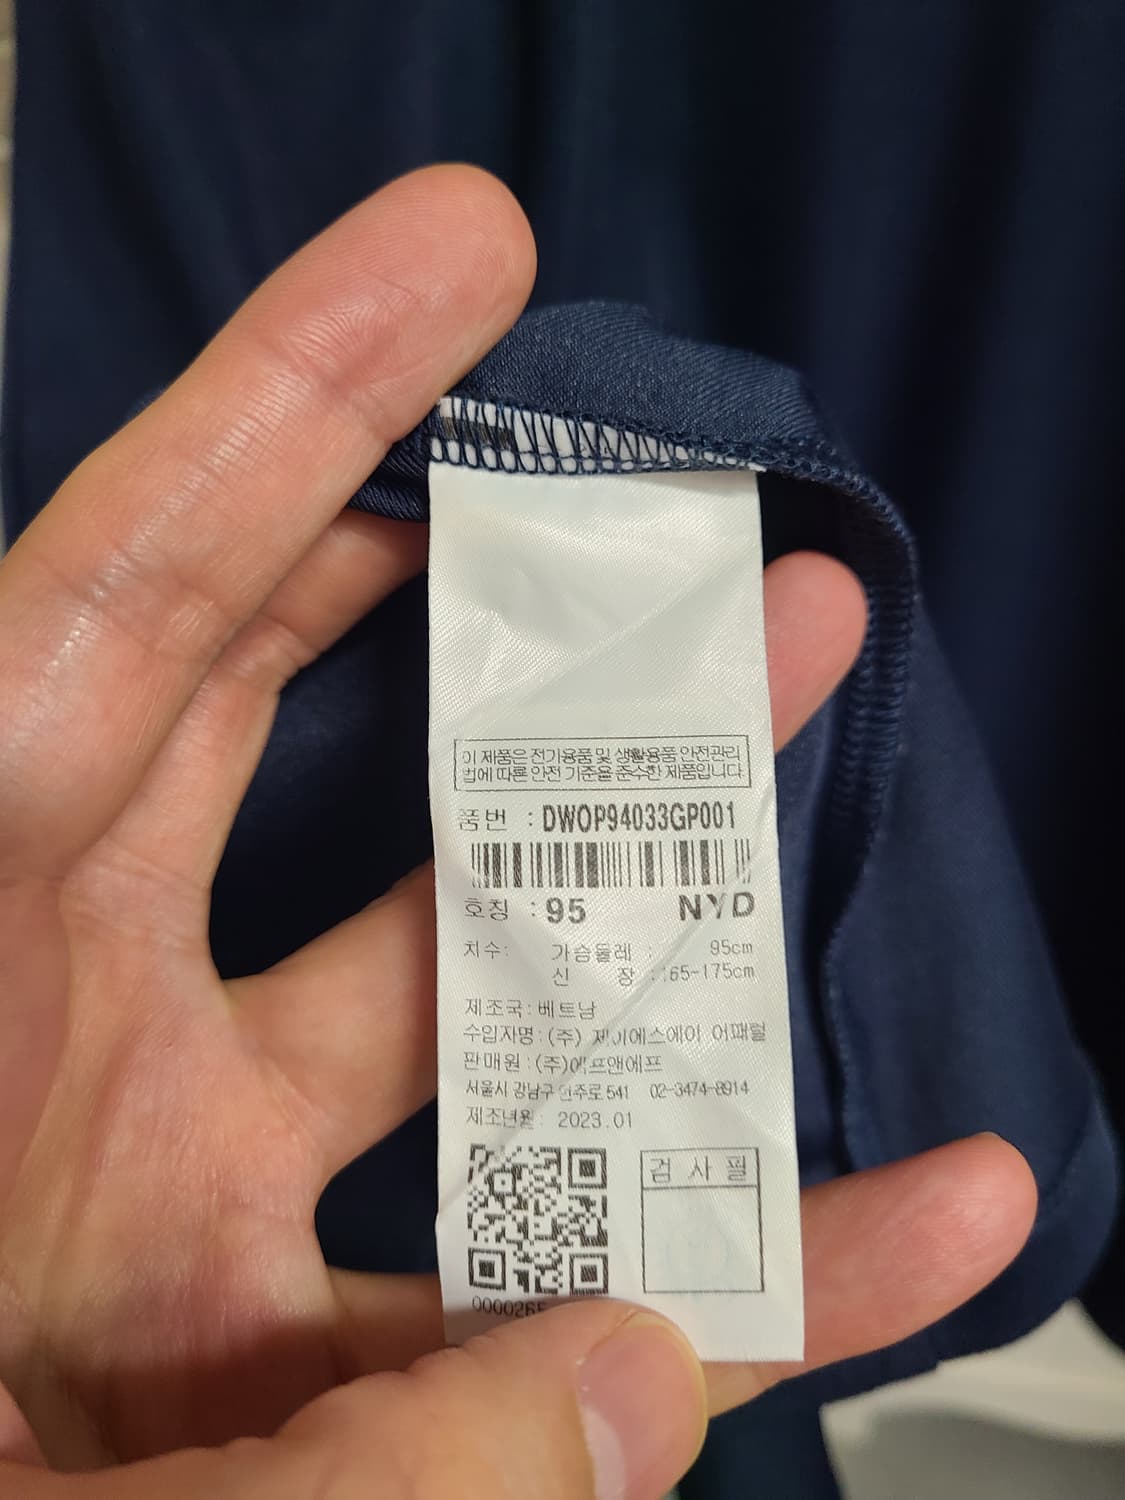 이 제품은 전기용품 및 생활용품 안전관리
법에 따른 안전 기준을 준수한 제품입니다.
품번 : DWOP94033GP001
호칭 : 95 NYD
치수: 가슴둘레 : 95cm
신 장 : 165-175cm
제조국: 베트남
수입자명: (주) 제이에스에이 어패럴
판매원: (주)에프앤에프
서울시 강남구 언주로 541 02-3474-8914
제조년월: 2023.01
검 사 필